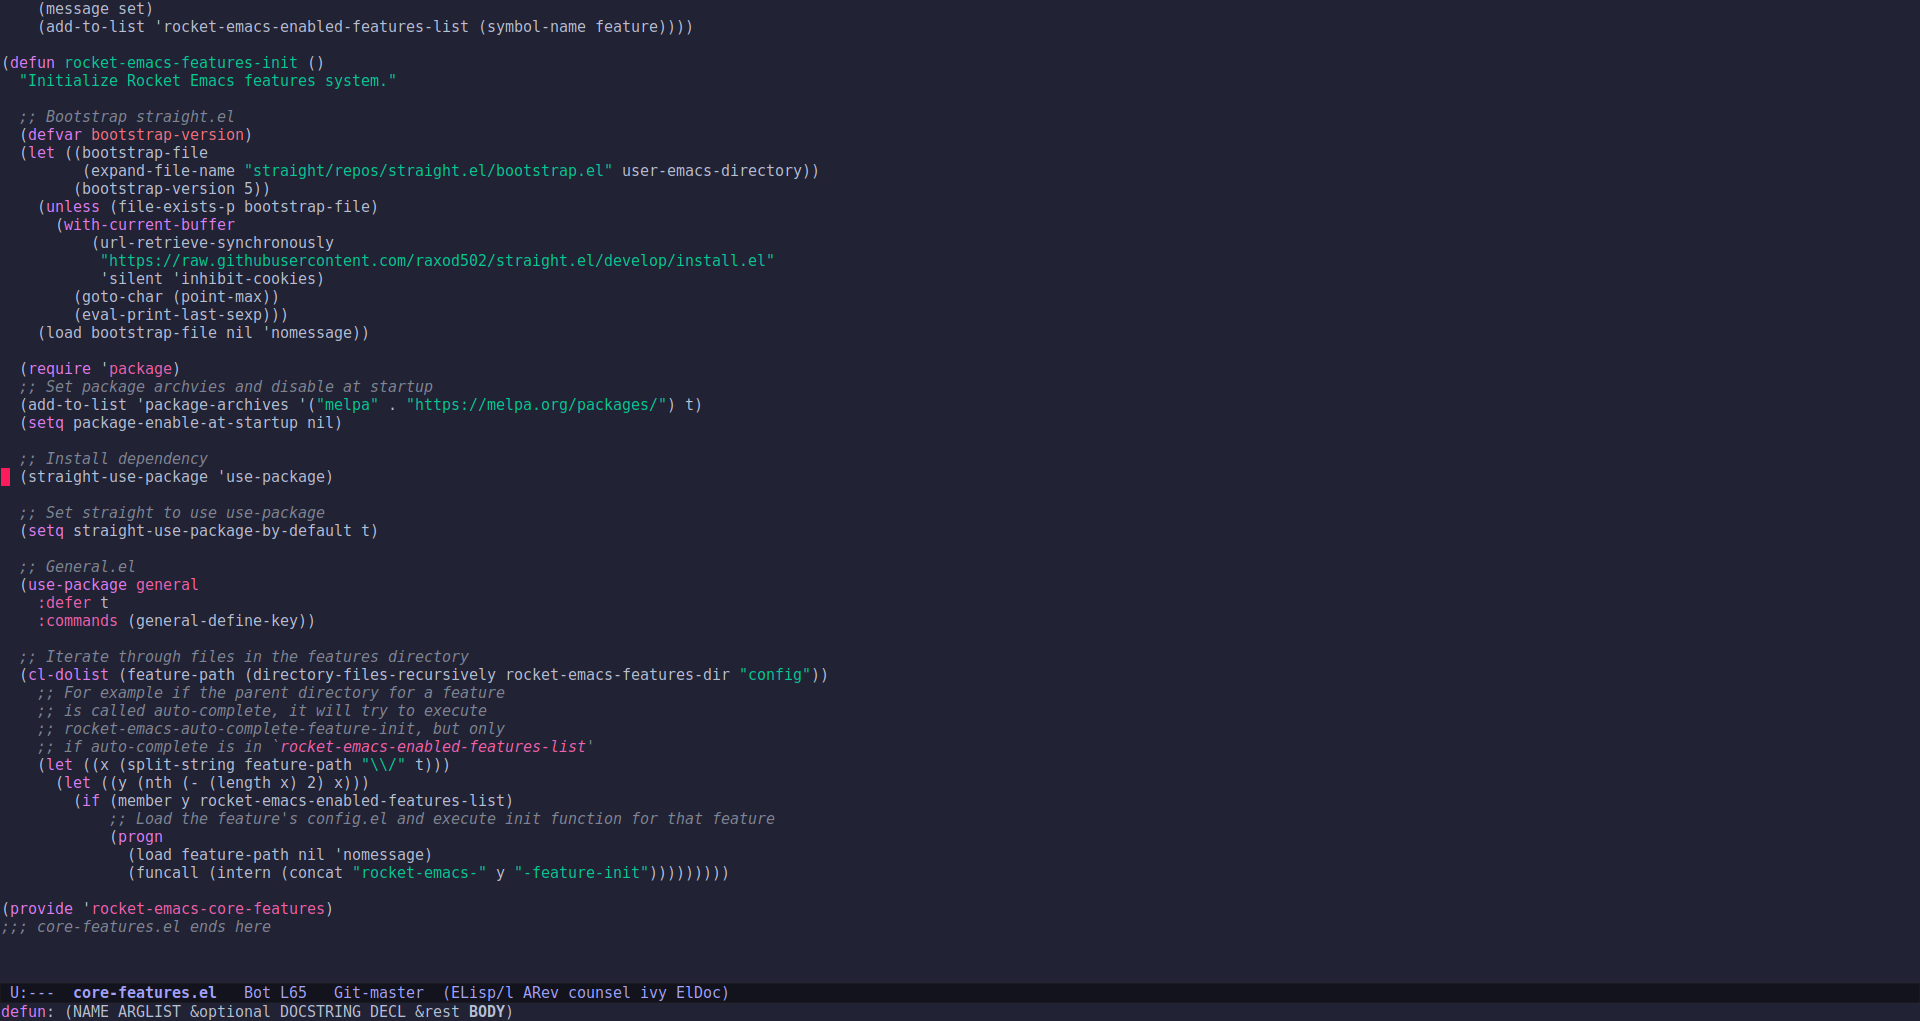 (message set)
    (add-to-list 'rocket-emacs-enabled-features-list (symbol-name feature))))

(defun rocket-emacs-features-init ()
  "Initialize Rocket Emacs features system."

  ;; Bootstrap straight.el
  (defvar bootstrap-version)
  (let ((bootstrap-file
         (expand-file-name "straight/repos/straight.el/bootstrap.el" user-emacs-directory))
        (bootstrap-version 5))
    (unless (file-exists-p bootstrap-file)
      (with-current-buffer
          (url-retrieve-synchronously
           "https://raw.githubusercontent.com/raxod502/straight.el/develop/install.el"
           'silent 'inhibit-cookies)
        (goto-char (point-max))
        (eval-print-last-sexp)))
    (load bootstrap-file nil 'nomessage))

  (require 'package)
  ;; Set package archvies and disable at startup
  (add-to-list 'package-archives '("melpa" . "https://melpa.org/packages/") t)
  (setq package-enable-at-startup nil)

  ;; Install dependency
  (straight-use-package 'use-package)

  ;; Set straight to use use-package
  (setq straight-use-package-by-default t)

  ;; General.el
  (use-package general
    :defer t
    :commands (general-define-key))

  ;; Iterate through files in the features directory
  (cl-dolist (feature-path (directory-files-recursively rocket-emacs-features-dir "config"))
    ;; For example if the parent directory for a feature
    ;; is called auto-complete, it will try to execute
    ;; rocket-emacs-auto-complete-feature-init, but only
    ;; if auto-complete is in `rocket-emacs-enabled-features-list'
    (let ((x (split-string feature-path "\\/" t)))
      (let ((y (nth (- (length x) 2) x)))
        (if (member y rocket-emacs-enabled-features-list)
            ;; Load the feature's config.el and execute init function for that feature
            (progn
              (load feature-path nil 'nomessage)
              (funcall (intern (concat "rocket-emacs-" y "-feature-init")))))))))

(provide 'rocket-emacs-core-features)
;;; core-features.el ends here

U:---  core-features.el   Bot L65   Git-master  (ELisp/l ARev counsel ivy ElDoc)
defun: (NAME ARGLIST &optional DOCSTRING DECL &rest BODY)